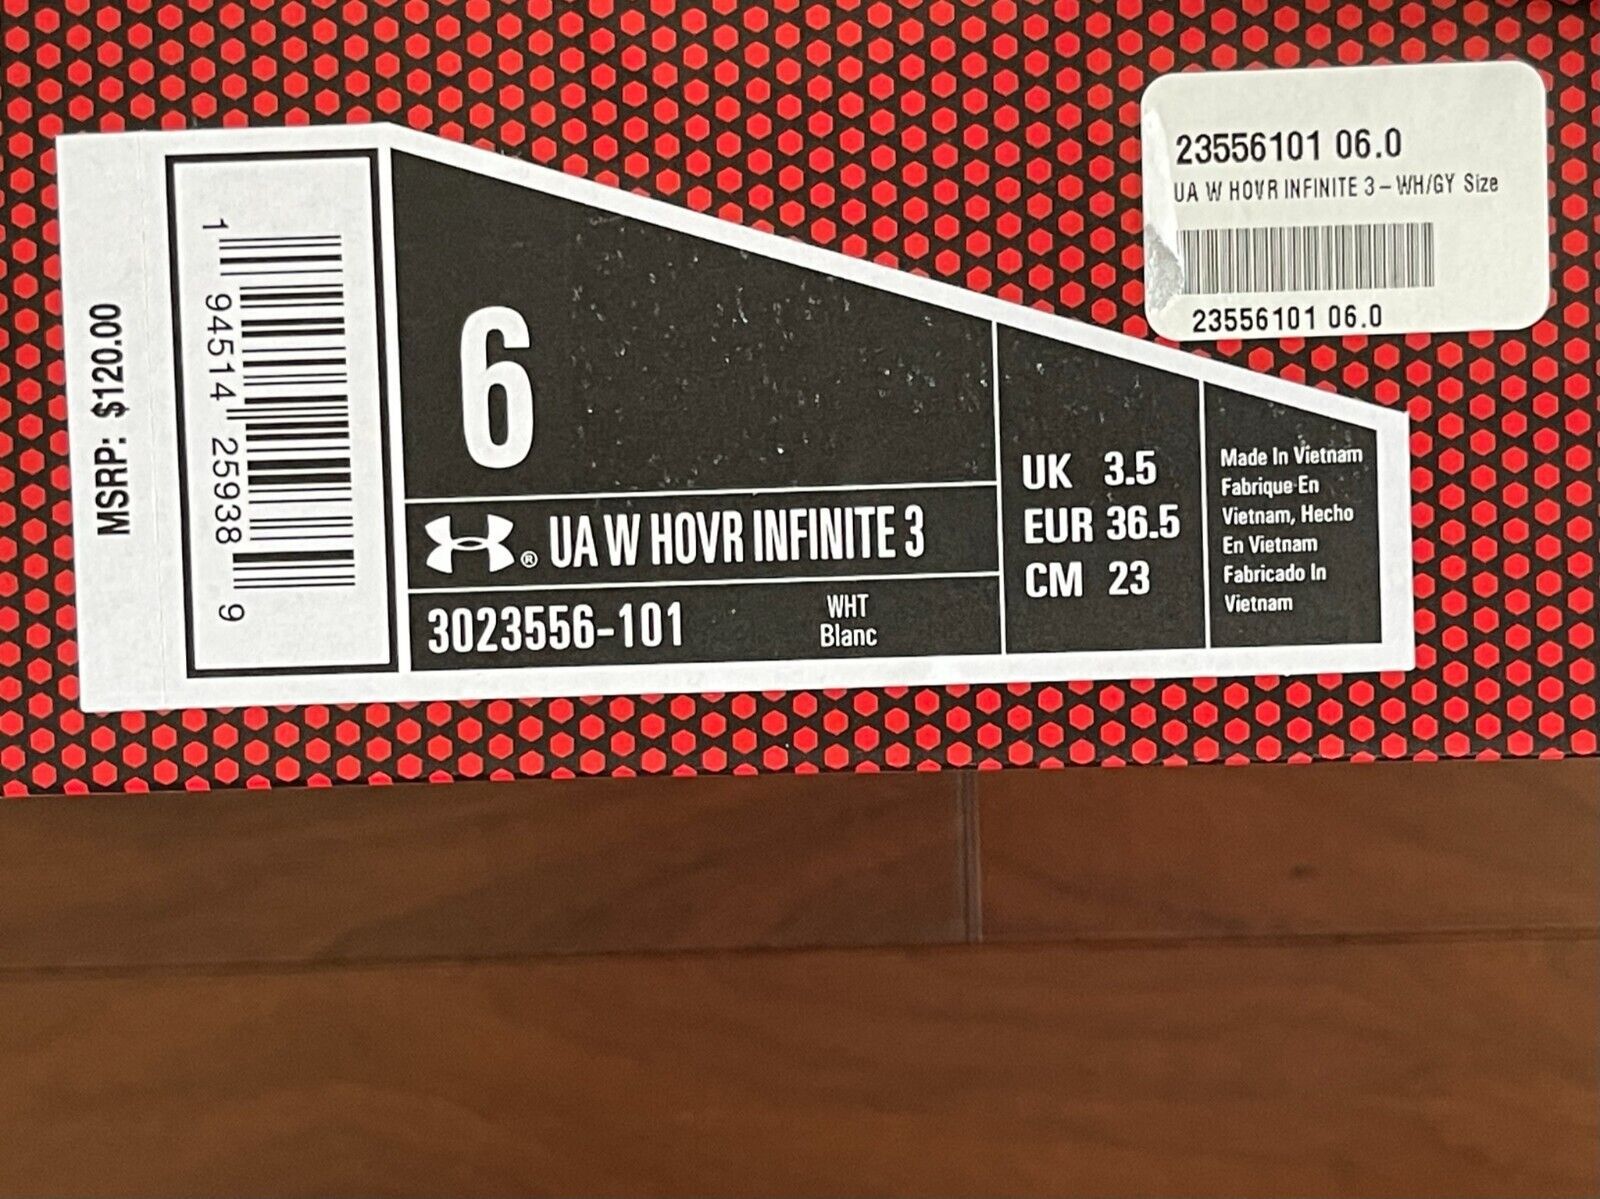 23556101 06.0
UA W HOVR INFINITE 3 – WH/GY Size
23556101 06.0
MSRP: $120.00
1 94514 25938 9
6
® UA W HOVR INFINITE 3
3023556-101
WHT
Blanc
UK 3.5
EUR 36.5
CM 23
Made In Vietnam
Fabrique En
Vietnam, Hecho
En Vietnam
Fabricado In
Vietnam